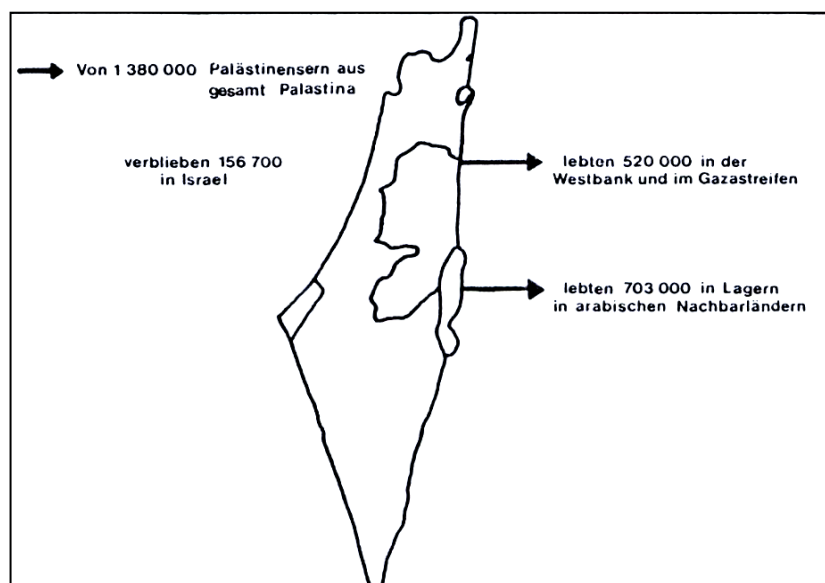 Von 1 380 000 Palästinensern aus
gesamt Palastina
verblieben 156 700
in Israel
lebten 520 000 in der
Westbank und im Gazastreifen
lebten 703 000 in Lagern
in arabischen Nachbarländern